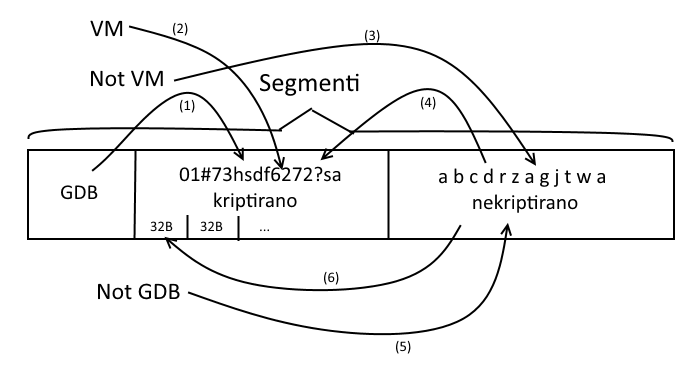 VM
(2)
(3)
Not VM
Segmenti
(1)
(4)
GDB
01#73hsdf6272?sa
kriptirano
a b c d r z a g j t w a
nekriptirano
32B
32B
...
(6)
Not GDB
(5)